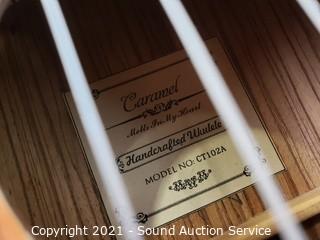 Caramel
Melts In My Heart
Handcrafted Ukulele
MODEL NO: CT102A
Copyright 2021 - Sound Auction Service